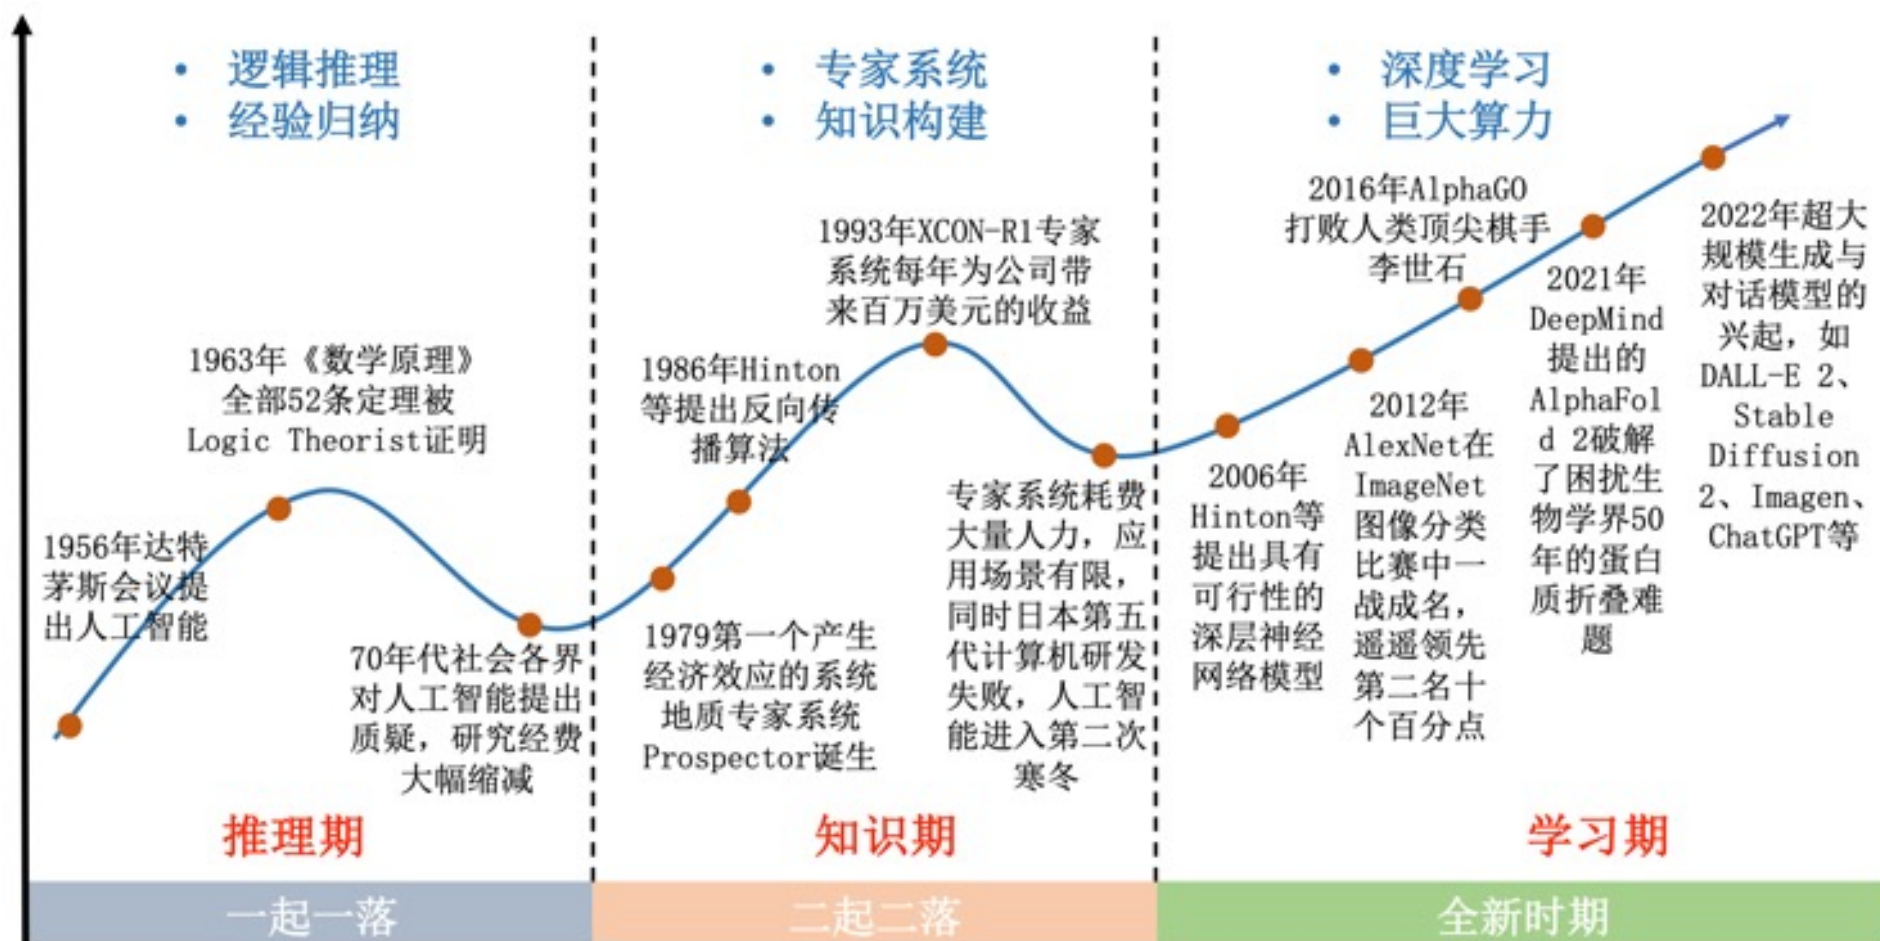 • 逻辑推理
• 经验归纳
1963年《数学原理》
全部52条定理被
Logic Theorist证明
1956年达特
茅斯会议提
出人工智能
70年代社会各界
对人工智能提出
质疑，研究经费
大幅缩减
推理期
一起一落
• 专家系统
• 知识构建
1993年XCON-R1专家
系统每年为公司带
来百万美元的收益
1986年Hinton
等提出反向传
播算法
1979第一个产生
经济效应的系统
地质专家系统
Prospector诞生
专家系统耗费
大量人力，应
用场景有限，
同时日本第五
代计算机研发
失败，人工智
能进入第二次
寒冬
知识期
二起二落
• 深度学习
• 巨大算力
2016年AlphaGO
打败人类顶尖棋手
李世石
2006年
Hinton等
提出具有
可行性的
深层神经
网络模型
2012年
AlexNet在
ImageNet
图像分类
比赛中一
战成名，
遥遥领先
第二名十
个百分点
2021年
DeepMind
提出的
AlphaFol
d 2破解
了困扰生
物学界50
年的蛋白
质折叠难
题
2022年超大
规模生成与
对话模型的
兴起，如
DALL-E 2、
Stable
Diffusion
2、Imagen、
ChatGPT等
学习期
全新时期